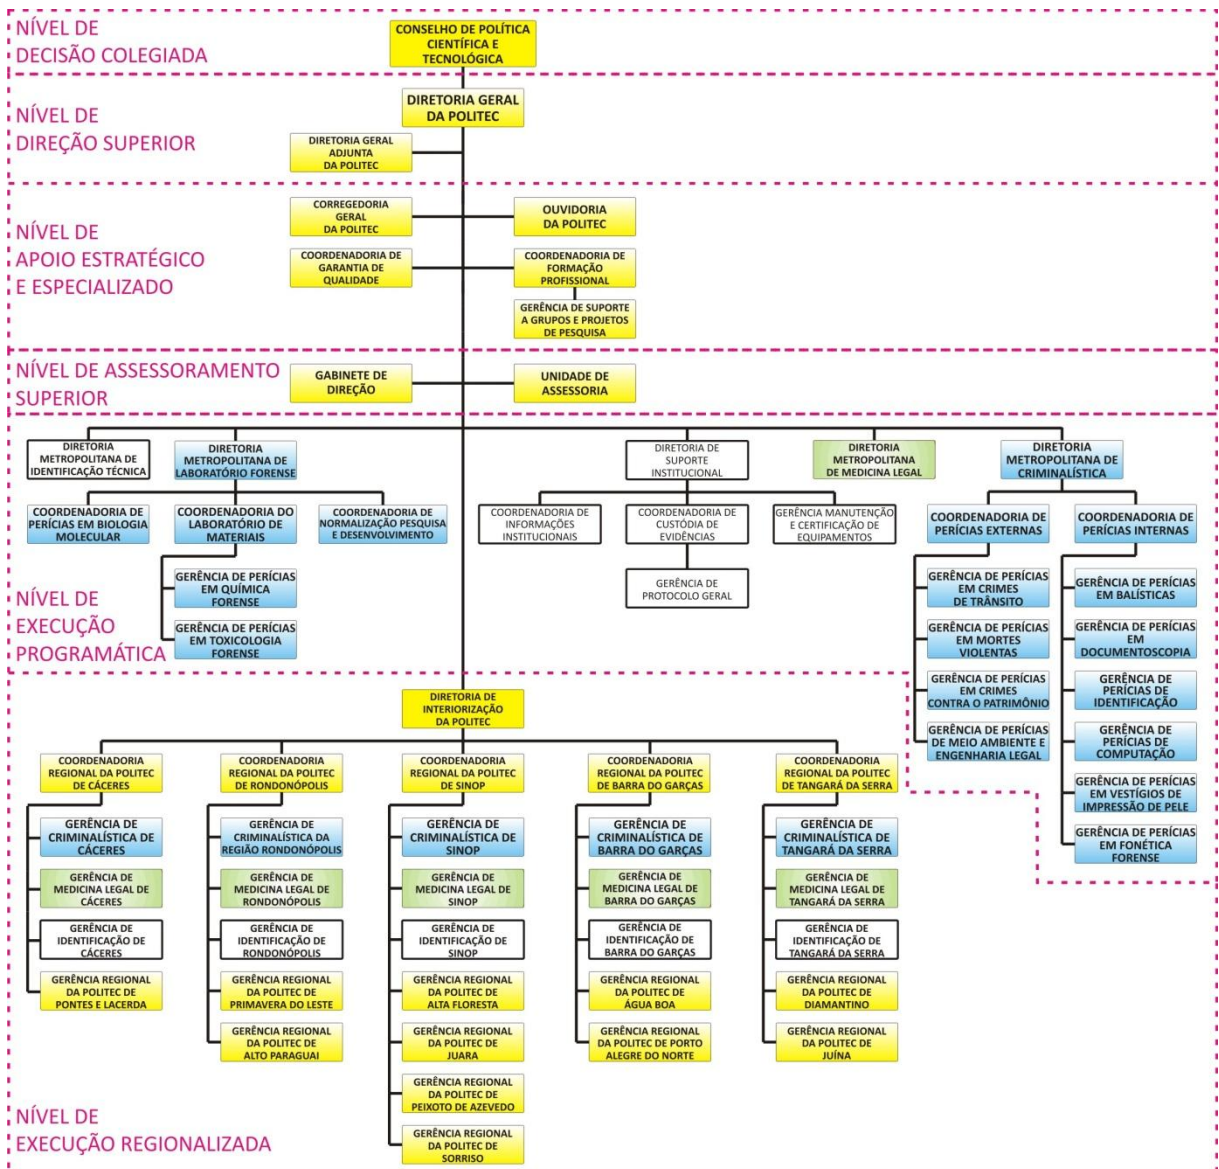 NÍVEL DE
DECISÃO COLEGIADA
CONSELHO DE POLÍTICA
CIENTÍFICA E
TECNOLÓGICA
NÍVEL DE
DIREÇÃO SUPERIOR
DIRETORIA GERAL
DA POLITEC
DIRETORIA GERAL
ADJUNTA
DA POLITEC
NÍVEL DE
APOIO ESTRATÉGICO
E ESPECIALIZADO
CORREGEDORIA
GERAL
DA POLITEC
OUVIDORIA
DA POLITEC
COORDENADORIA DE
GARANTIA DE
QUALIDADE
COORDENADORIA DE
FORMAÇÃO
PROFISSIONAL
GERÊNCIA DE SUPORTE
A GRUPOS E PROJETOS
DE PESQUISA
NÍVEL DE ASSESSORAMENTO
SUPERIOR
GABINETE DE
DIREÇÃO
UNIDADE DE
ASSESSORIA
NÍVEL DE
EXECUÇÃO
PROGRAMÁTICA
DIRETORIA
METROPOLITANA DE
IDENTIFICAÇÃO TÉCNICA
DIRETORIA
METROPOLITANA DE
LABORATÓRIO FORENSE
DIRETORIA DE
SUPORTE
INSTITUCIONAL
DIRETORIA
METROPOLITANA
DE MEDICINA LEGAL
DIRETORIA
METROPOLITANA DE
CRIMINALÍSTICA
COORDENADORIA DE
PERÍCIAS EM BIOLOGIA
MOLECULAR
COORDENADORIA DO
LABORATÓRIO DE
MATERIAIS
COORDENADORIA DE
NORMALIZAÇÃO PESQUISA
E DESENVOLVIMENTO
COORDENADORIA DE
INFORMAÇÕES
INSTITUCIONAIS
COORDENADORIA DE
CUSTÓDIA DE
EVIDÊNCIAS
GERÊNCIA MANUTENÇÃO
E CERTIFICAÇÃO DE
EQUIPAMENTOS
COORDENADORIA DE
PERÍCIAS EXTERNAS
COORDENADORIA DE
PERÍCIAS INTERNAS
GERÊNCIA DE PERÍCIAS
EM QUÍMICA
FORENSE
GERÊNCIA DE PERÍCIAS
EM TOXICOLOGIA
FORENSE
GERÊNCIA DE
PROTOCOLO GERAL
GERÊNCIA DE PERÍCIAS
EM CRIMES
DE TRÂNSITO
GERÊNCIA DE PERÍCIAS
EM MORTES
VIOLENTAS
GERÊNCIA DE PERÍCIAS
EM CRIMES
CONTRA O PATRIMÔNIO
GERÊNCIA DE PERÍCIAS
DE MEIO AMBIENTE E
ENGENHARIA LEGAL
GERÊNCIA DE PERÍCIAS
EM BALÍSTICAS
GERÊNCIA DE PERÍCIAS
EM
DOCUMENTOSCOPIA
GERÊNCIA DE
PERÍCIAS DE
IDENTIFICAÇÃO
GERÊNCIA DE
PERÍCIAS DE
COMPUTAÇÃO
GERÊNCIA DE PERÍCIAS
EM VESTÍGIOS DE
IMPRESSÃO DE PELE
GERÊNCIA DE PERÍCIAS
EM FONÉTICA
FORENSE
NÍVEL DE
EXECUÇÃO REGIONALIZADA
DIRETORIA DE
INTERIORIZAÇÃO
DA POLITEC
COORDENADORIA
REGIONAL DA POLITEC
DE CÁCERES
GERÊNCIA DE
CRIMINALÍSTICA DE
CÁCERES
GERÊNCIA DE
MEDICINA LEGAL DE
CÁCERES
GERÊNCIA DE
IDENTIFICAÇÃO DE
CÁCERES
GERÊNCIA REGIONAL
DA POLITEC DE
PONTES E LACERDA
COORDENADORIA
REGIONAL DA POLITEC
DE RONDONÓPOLIS
GERÊNCIA DE
CRIMINALÍSTICA DA
REGIÃO RONDONÓPOLIS
GERÊNCIA DE
MEDICINA LEGAL DE
RONDONÓPOLIS
GERÊNCIA DE
IDENTIFICAÇÃO DE
RONDONÓPOLIS
GERÊNCIA REGIONAL
DA POLITEC DE
PRIMAVERA DO LESTE
GERÊNCIA REGIONAL
DA POLITEC DE
ALTO PARAGUAI
COORDENADORIA
REGIONAL DA POLITEC
DE SINOP
GERÊNCIA DE
CRIMINALÍSTICA DE
SINOP
GERÊNCIA DE
MEDICINA LEGAL DE
SINOP
GERÊNCIA DE
IDENTIFICAÇÃO DE
SINOP
GERÊNCIA REGIONAL
DA POLITEC DE
ALTA FLORESTA
GERÊNCIA REGIONAL
DA POLITEC DE
JUARA
GERÊNCIA REGIONAL
DA POLITEC DE
PEIXOTO DE AZEVEDO
GERÊNCIA REGIONAL
DA POLITEC DE
SORRISO
COORDENADORIA
REGIONAL DA POLITEC
DE BARRA DO GARÇAS
GERÊNCIA DE
CRIMINALÍSTICA DE
BARRA DO GARÇAS
GERÊNCIA DE
MEDICINA LEGAL DE
BARRA DO GARÇAS
GERÊNCIA DE
IDENTIFICAÇÃO DE
BARRA DO GARÇAS
GERÊNCIA REGIONAL
DA POLITEC DE
ÁGUA BOA
GERÊNCIA REGIONAL
DA POLITEC DE PORTO
ALEGRE DO NORTE
COORDENADORIA
REGIONAL DA POLITEC
DE TANGARÁ DA SERRA
GERÊNCIA DE
CRIMINALÍSTICA DE
TANGARÁ DA SERRA
GERÊNCIA DE
MEDICINA LEGAL DE
TANGARÁ DA SERRA
GERÊNCIA DE
IDENTIFICAÇÃO DE
TANGARÁ DA SERRA
GERÊNCIA REGIONAL
DA POLITEC DE
DIAMANTINO
GERÊNCIA REGIONAL
DA POLITEC DE
JUÍNA